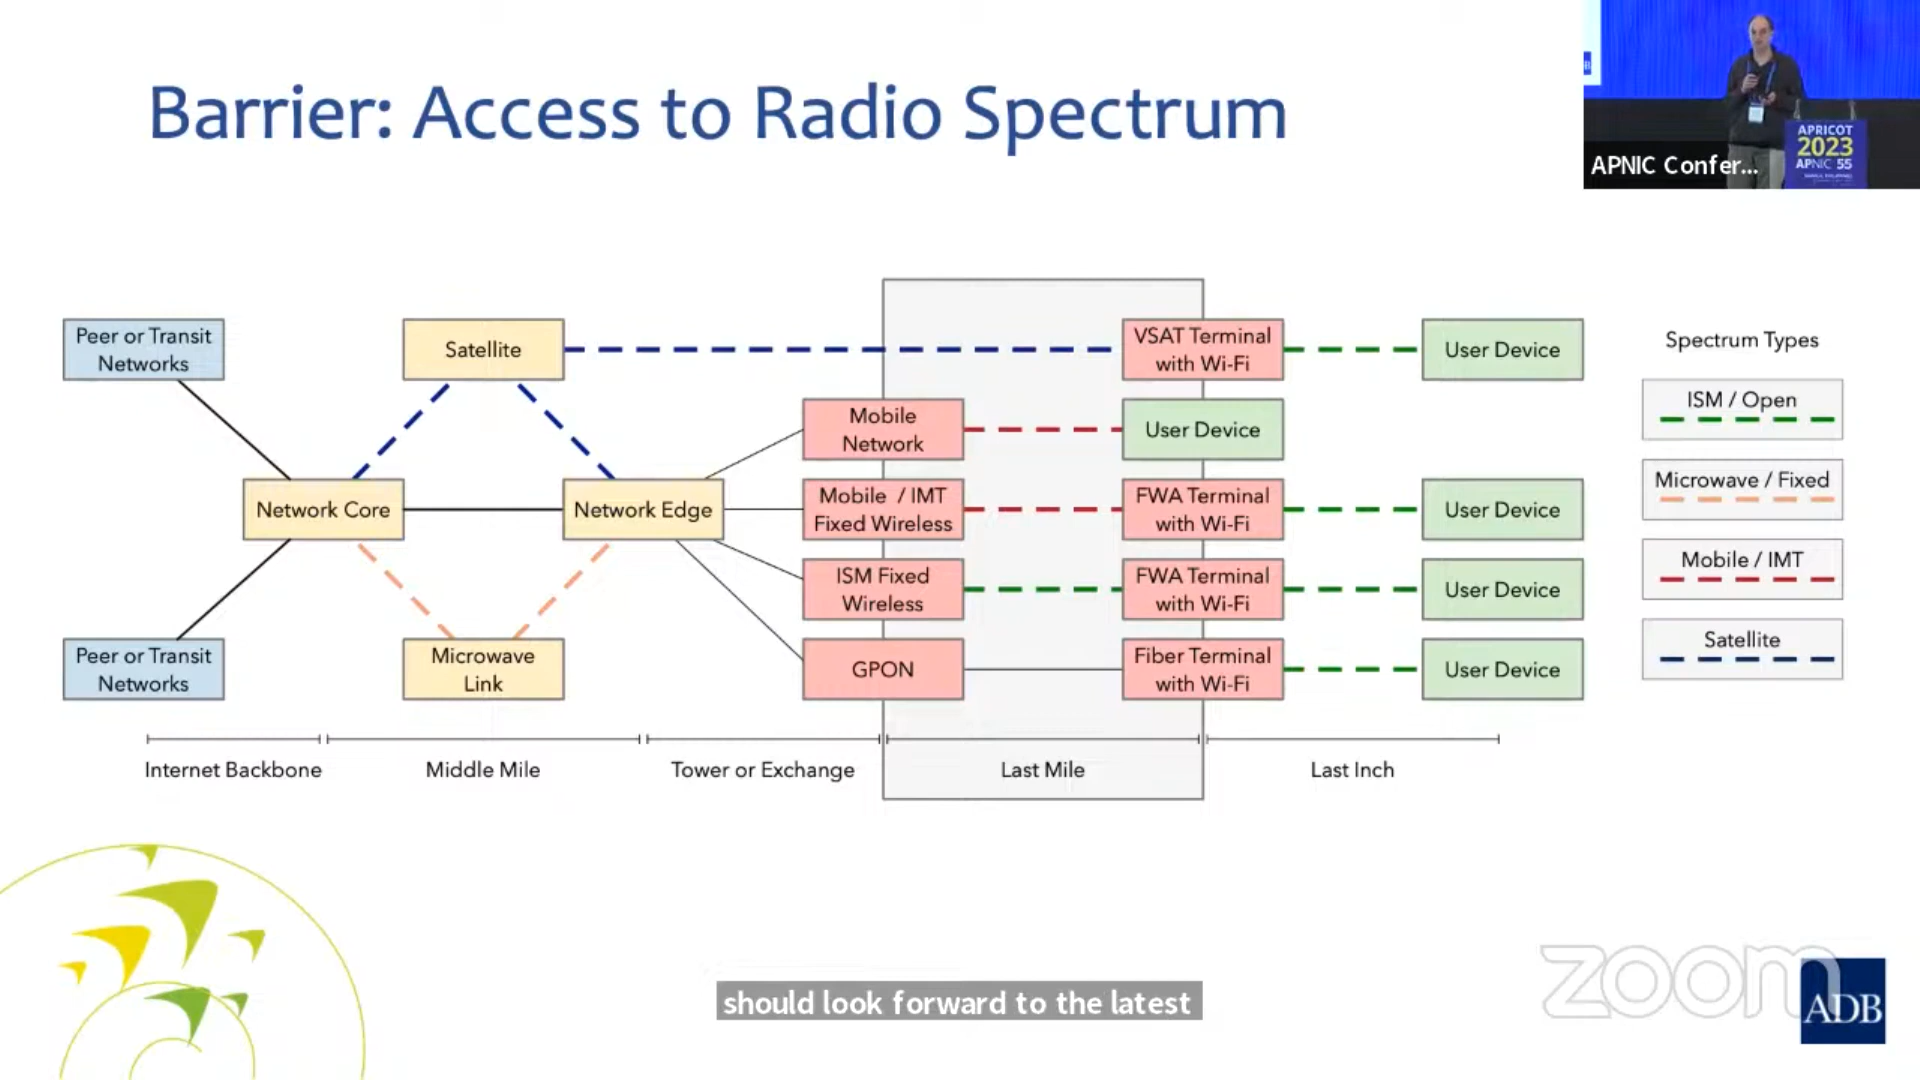 Barrier: Access to Radio Spectrum
APRICOT
2023
APNIC 55
APNIC Confer...
Peer or Transit
Networks
Satellite
VSAT Terminal
with Wi-Fi
User Device
Spectrum Types
ISM / Open
Mobile
Network
User Device
Microwave / Fixed
Network Core
Network Edge
Mobile / IMT
Fixed Wireless
FWA Terminal
with Wi-Fi
User Device
Mobile / IMT
ISM Fixed
Wireless
FWA Terminal
with Wi-Fi
User Device
Satellite
Peer or Transit
Networks
Microwave
Link
GPON
Fiber Terminal
with Wi-Fi
User Device
Internet Backbone
Middle Mile
Tower or Exchange
Last Mile
Last Inch
should look forward to the latest
zoom
ADB